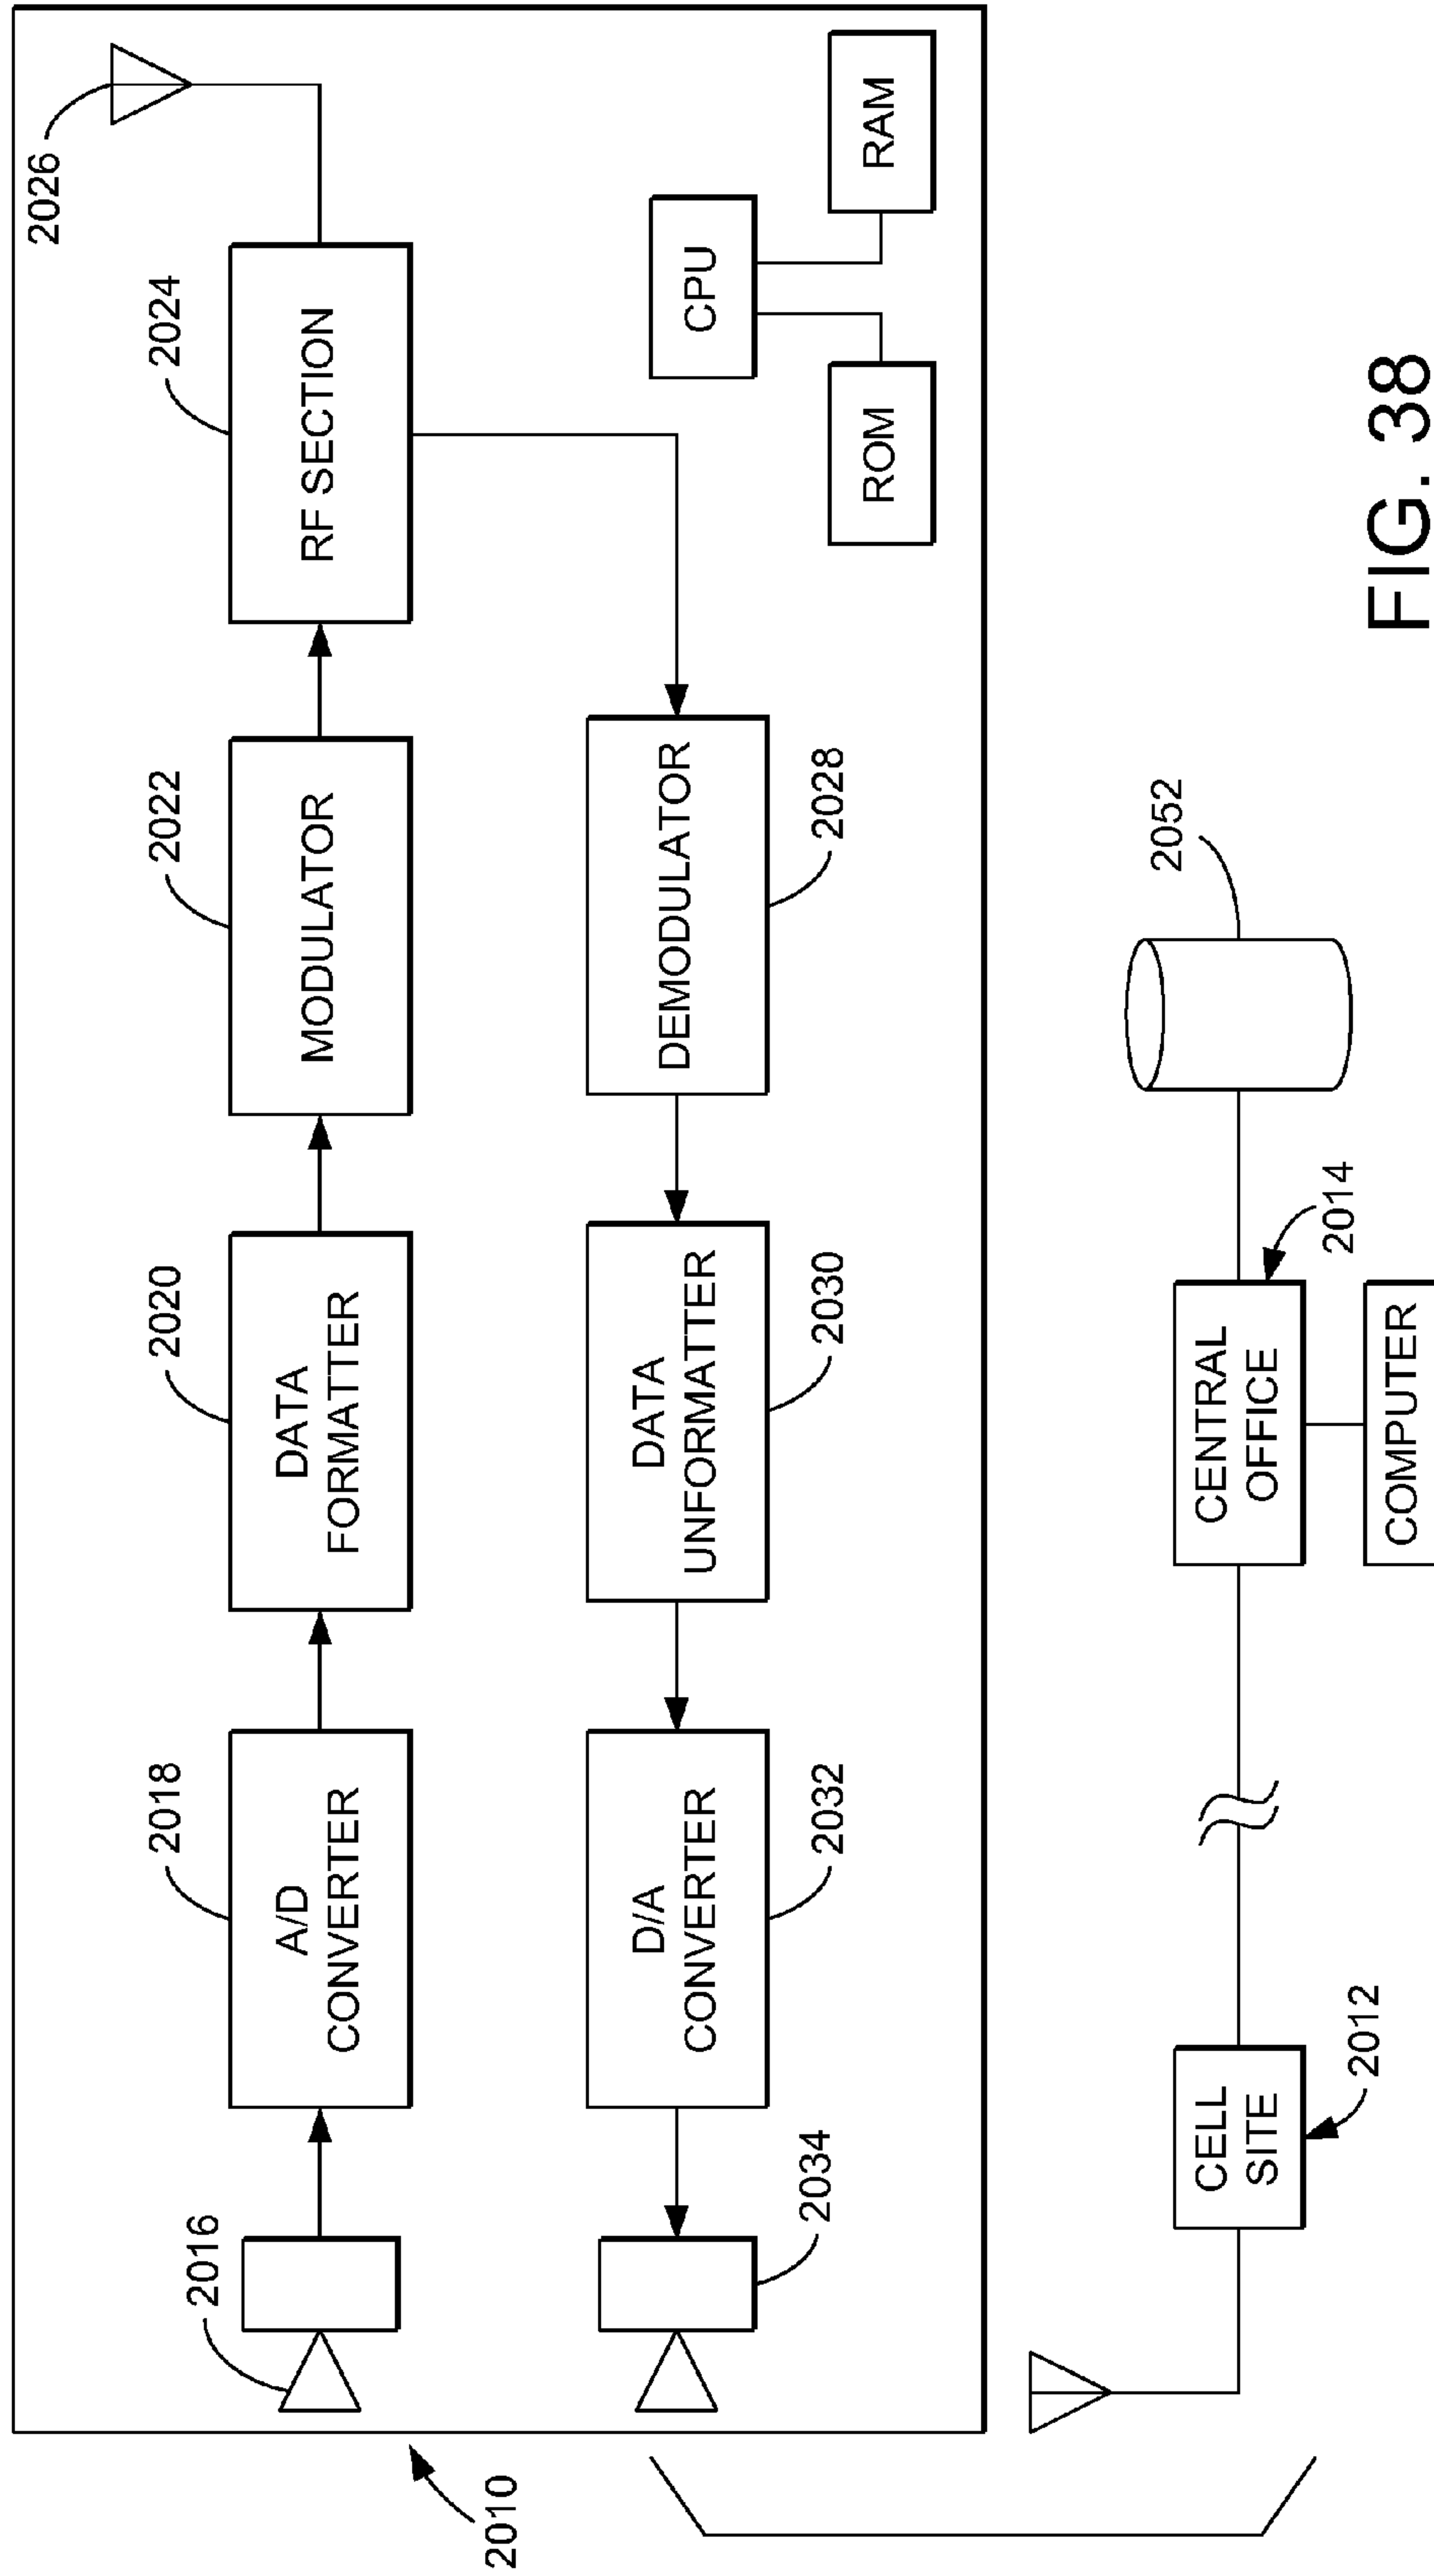 2026
2024
2022
2020
2018
2016
RF SECTION
MODULATOR
DATA
FORMATTER
A/D
CONVERTER
CPU
RAM
ROM
DEMODULATOR
DATA
UNFORMATTER
D/A
CONVERTER
2028
2030
2032
2034
2010
2052
CENTRAL
OFFICE
2014
COMPUTER
CELL
SITE
2012
FIG. 38